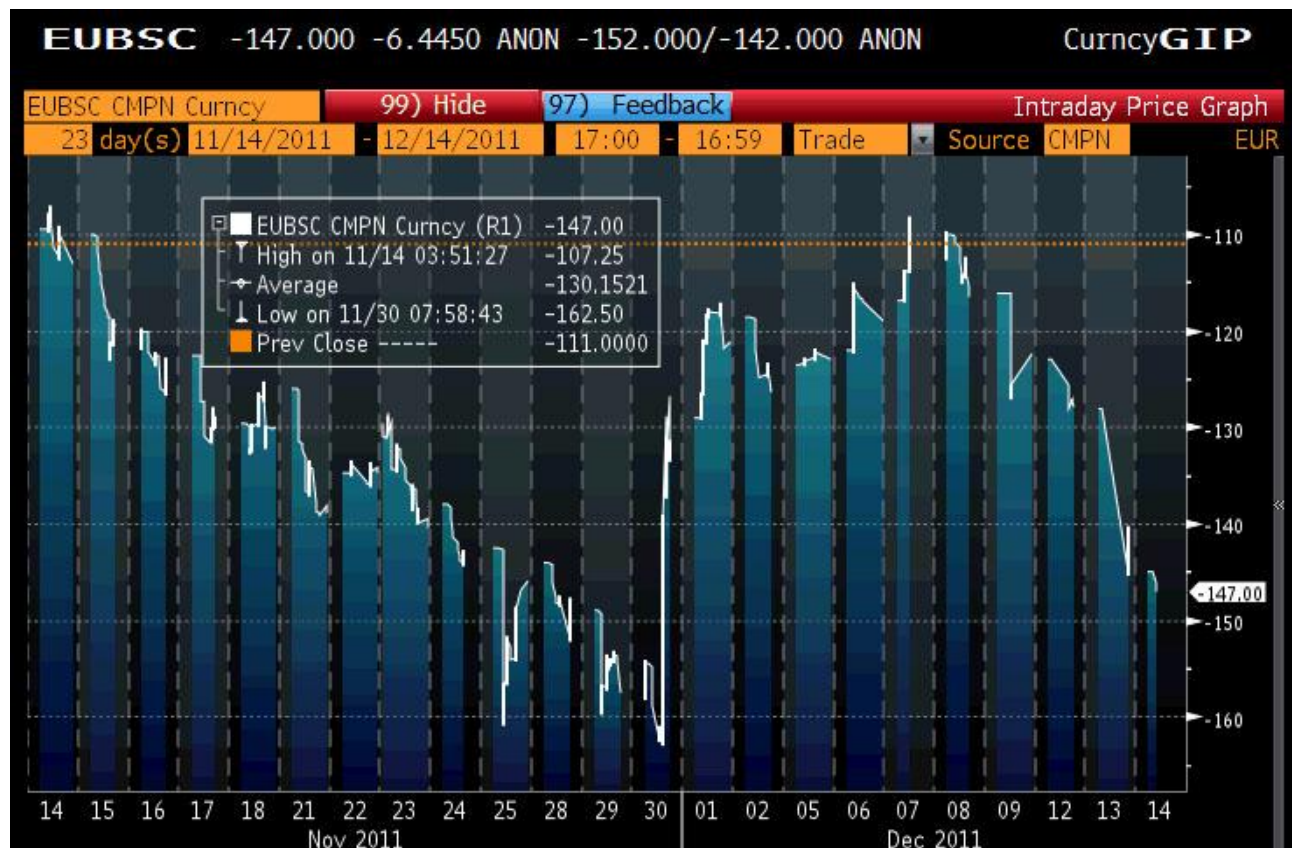 EUBSC -147.000 -6.4450 ANON -152.000/-142.000 ANON CurncyGIP
EUBSC CMPN Curncy 99) Hide 97) Feedback Intraday Price Graph
23 day(s) 11/14/2011 - 12/14/2011 17:00 - 16:59 Trade Source CMPN EUR
EUBSC CMPN Curncy (R1) -147.00
High on 11/14 03:51:27 -107.25
Average -130.1521
Low on 11/30 07:58:43 -162.50
Prev Close ----- -111.0000
-110
-120
-130
-140
-147.00
-150
-160
14 15 16 17 18 21 22 23 24 25 28 29 30 01 02 05 06 07 08 09 12 13 14
Nov 2011 Dec 2011